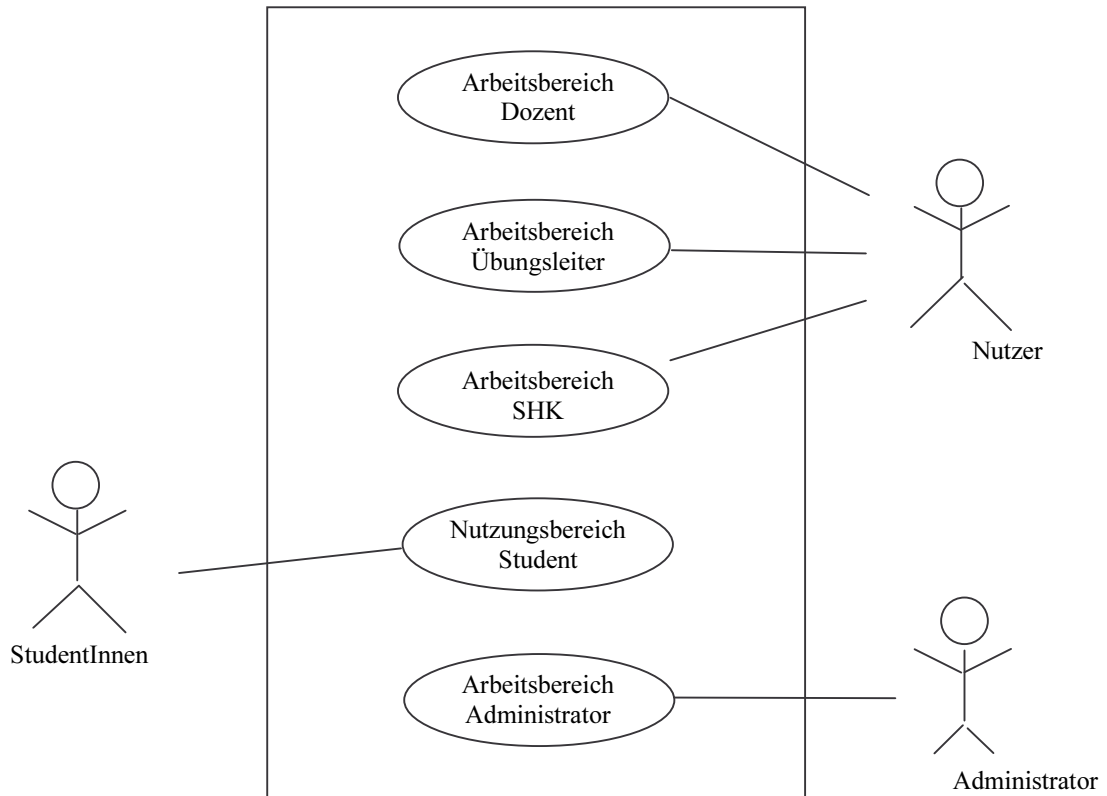 Arbeitsbereich
Dozent
Arbeitsbereich
Übungsleiter
Nutzer
Arbeitsbereich
SHK
Nutzungsbereich
Student
StudentInnen
Arbeitsbereich
Administrator
Administrator